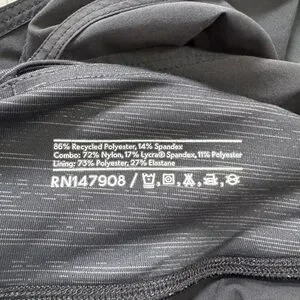 86% Recycled Polyester, 14% Spandex
Combo: 72% Nylon, 17% Lycra® Spandex, 11% Polyester
Lining: 73% Polyester, 27% Elastane
RN147908 /